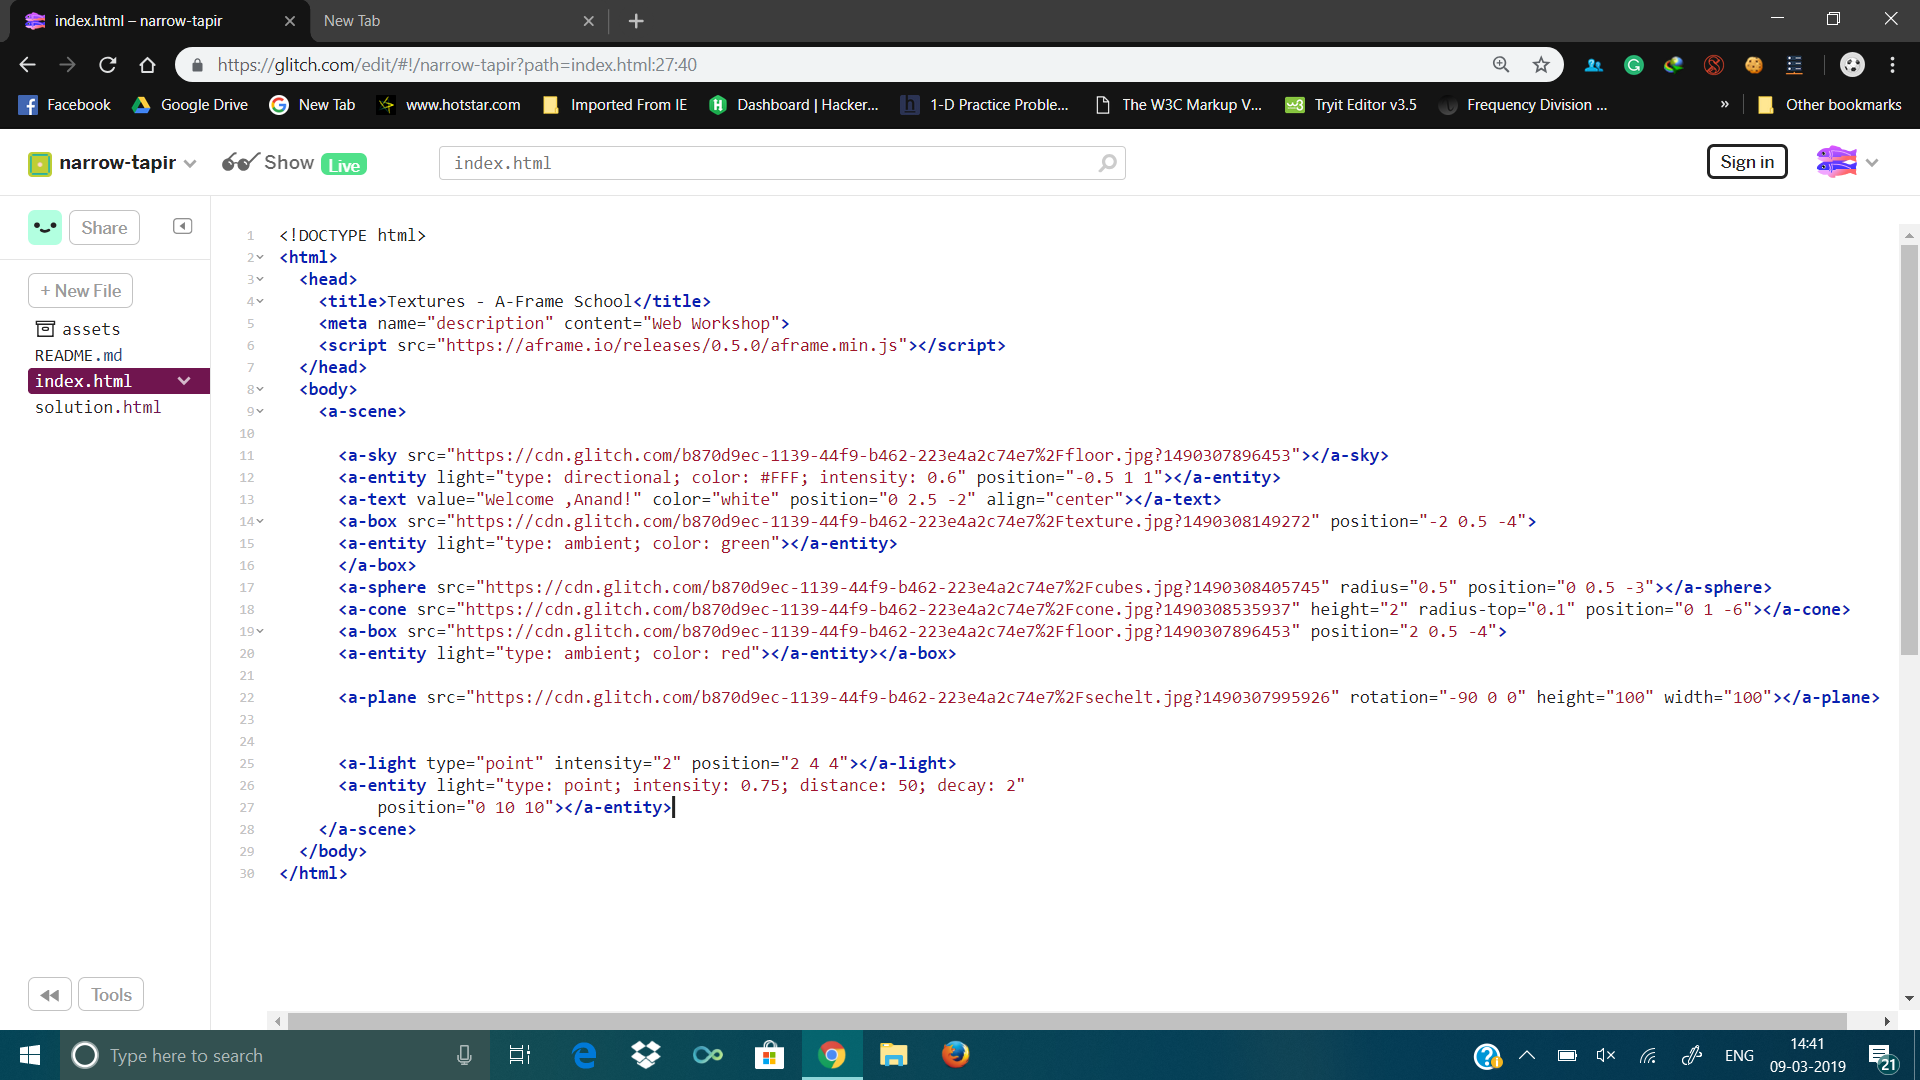 index.html – narrow-tapir
New Tab
https://glitch.com/edit/#!/narrow-tapir?path=index.html:27:40
Facebook
Google Drive
New Tab
www.hotstar.com
Imported From IE
Dashboard | Hacker...
1-D Practice Proble...
The W3C Markup V...
Tryit Editor v3.5
Frequency Division ...
»
Other bookmarks
narrow-tapir
Show Live
index.html
Sign in
Share
+ New File
assets
README.md
index.html
solution.html
1 <!DOCTYPE html>
2 <html>
3 <head>
4 <title>Textures - A-Frame School</title>
5 <meta name="description" content="Web Workshop">
6 <script src="https://aframe.io/releases/0.5.0/aframe.min.js"></script>
7 </head>
8 <body>
9 <a-scene>
10
11 <a-sky src="https://cdn.glitch.com/b870d9ec-1139-44f9-b462-223e4a2c74e7%2Ffloor.jpg?1490307896453"></a-sky>
12 <a-entity light="type: directional; color: #FFF; intensity: 0.6" position="-0.5 1 1"></a-entity>
13 <a-text value="Welcome ,Anand!" color="white" position="0 2.5 -2" align="center"></a-text>
14 <a-box src="https://cdn.glitch.com/b870d9ec-1139-44f9-b462-223e4a2c74e7%2Ftexture.jpg?1490308149272" position="-2 0.5 -4">
15 <a-entity light="type: ambient; color: green"></a-entity>
16 </a-box>
17 <a-sphere src="https://cdn.glitch.com/b870d9ec-1139-44f9-b462-223e4a2c74e7%2Fcubes.jpg?1490308405745" radius="0.5" position="0 0.5 -3"></a-sphere>
18 <a-cone src="https://cdn.glitch.com/b870d9ec-1139-44f9-b462-223e4a2c74e7%2Fcone.jpg?1490308535937" height="2" radius-top="0.1" position="0 1 -6"></a-cone>
19 <a-box src="https://cdn.glitch.com/b870d9ec-1139-44f9-b462-223e4a2c74e7%2Ffloor.jpg?1490307896453" position="2 0.5 -4">
20 <a-entity light="type: ambient; color: red"></a-entity></a-box>
21
22 <a-plane src="https://cdn.glitch.com/b870d9ec-1139-44f9-b462-223e4a2c74e7%2Fsechelt.jpg?1490307995926" rotation="-90 0 0" height="100" width="100"></a-plane>
23
24
25 <a-light type="point" intensity="2" position="2 4 4"></a-light>
26 <a-entity light="type: point; intensity: 0.75; distance: 50; decay: 2"
27 position="0 10 10"></a-entity>
28 </a-scene>
29 </body>
30 </html>
Tools
Type here to search
ENG
14:41
09-03-2019
21